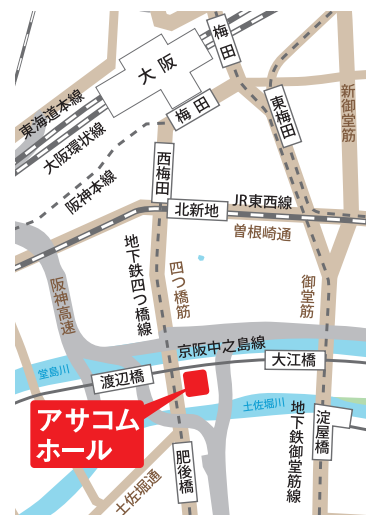 梅田
大阪
新御堂筋
東海道本線
梅田
東梅田
大阪環状線
西梅田
阪神本線
北新地
JR東西線
曽根崎通
地下鉄四つ橋線
四つ橋筋
阪神高速
御堂筋
京阪中之島線
大江橋
堂島川
渡辺橋
アサコム
ホール
土佐堀川
地下鉄御堂筋線
淀屋橋
肥後橋
土佐堀通